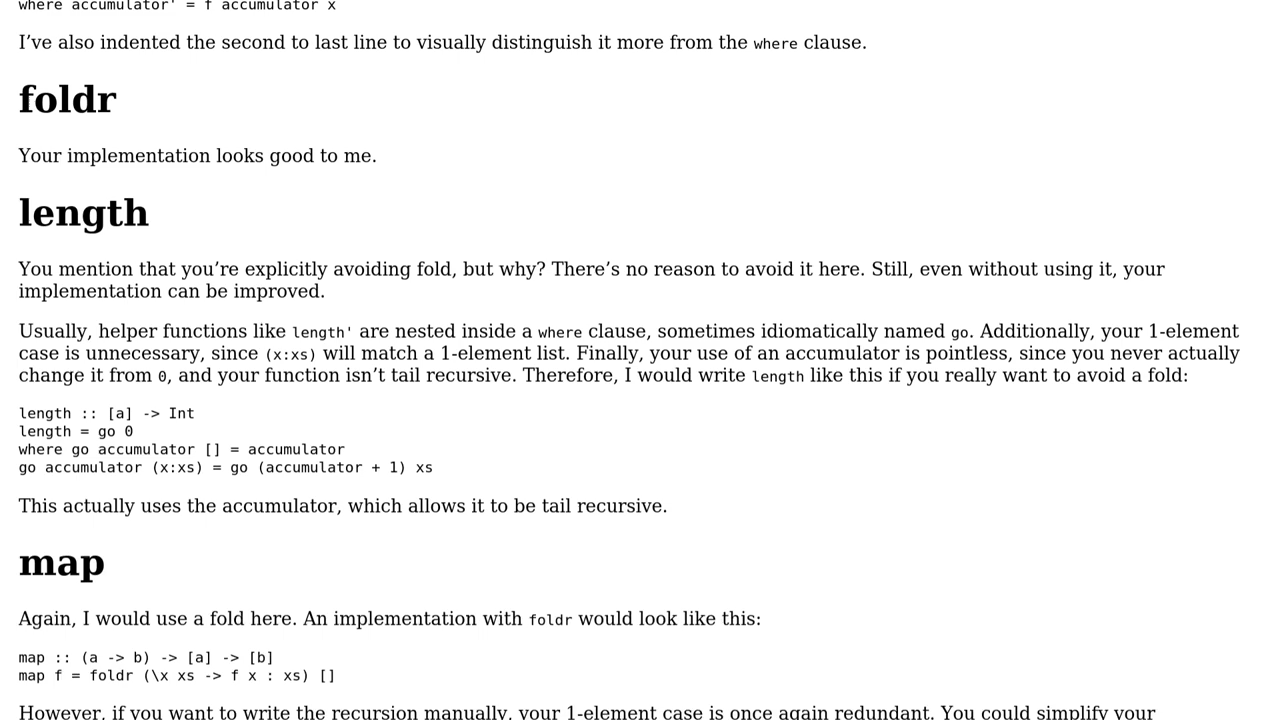 where accumulator' = f accumulator x
I’ve also indented the second to last line to visually distinguish it more from the where clause.
foldr
Your implementation looks good to me.
length
You mention that you’re explicitly avoiding fold, but why? There’s no reason to avoid it here. Still, even without using it, your
implementation can be improved.
Usually, helper functions like length' are nested inside a where clause, sometimes idiomatically named go. Additionally, your 1-element
case is unnecessary, since (x:xs) will match a 1-element list. Finally, your use of an accumulator is pointless, since you never actually
change it from 0, and your function isn’t tail recursive. Therefore, I would write length like this if you really want to avoid a fold:
length :: [a] -> Int
length = go 0
where go accumulator [] = accumulator
go accumulator (x:xs) = go (accumulator + 1) xs
This actually uses the accumulator, which allows it to be tail recursive.
map
Again, I would use a fold here. An implementation with foldr would look like this:
map :: (a -> b) -> [a] -> [b]
map f = foldr (\x xs -> f x : xs) []
However, if you want to write the recursion manually, your 1-element case is once again redundant. You could simplify your